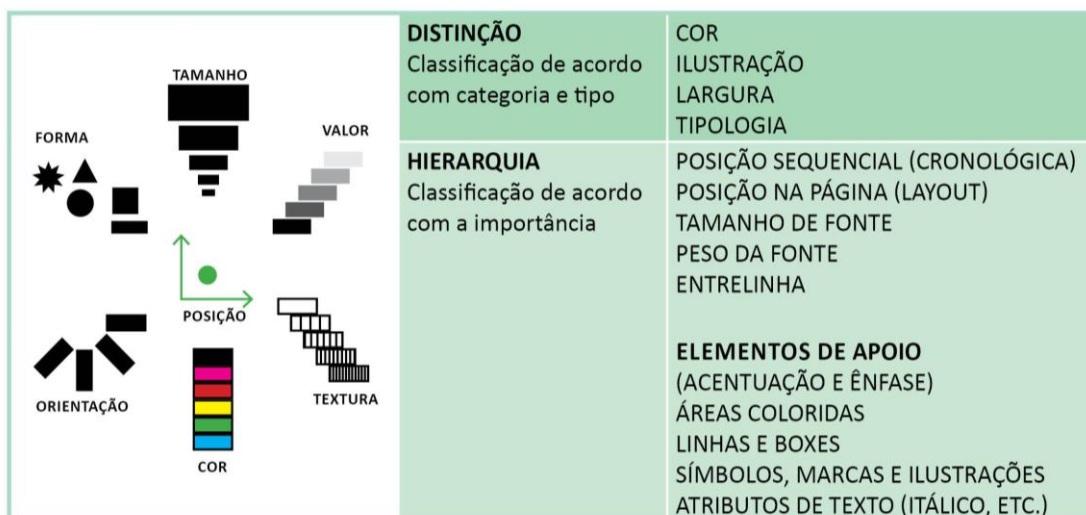 TAMANHO
FORMA
VALOR
POSIÇÃO
ORIENTAÇÃO
TEXTURA
COR
DISTINÇÃO
Classificação de acordo
com categoria e tipo
COR
ILUSTRAÇÃO
LARGURA
TIPOLOGIA
HIERARQUIA
Classificação de acordo
com a importância
POSIÇÃO SEQUENCIAL (CRONOLÓGICA)
POSIÇÃO NA PÁGINA (LAYOUT)
TAMANHO DE FONTE
PESO DA FONTE
ENTRELINHA
ELEMENTOS DE APOIO
(ACENTUAÇÃO E ÊNFASE)
ÁREAS COLORIDAS
LINHAS E BOXES
SÍMBOLOS, MARCAS E ILUSTRAÇÕES
ATRIBUTOS DE TEXTO (ITÁLICO, ETC.)